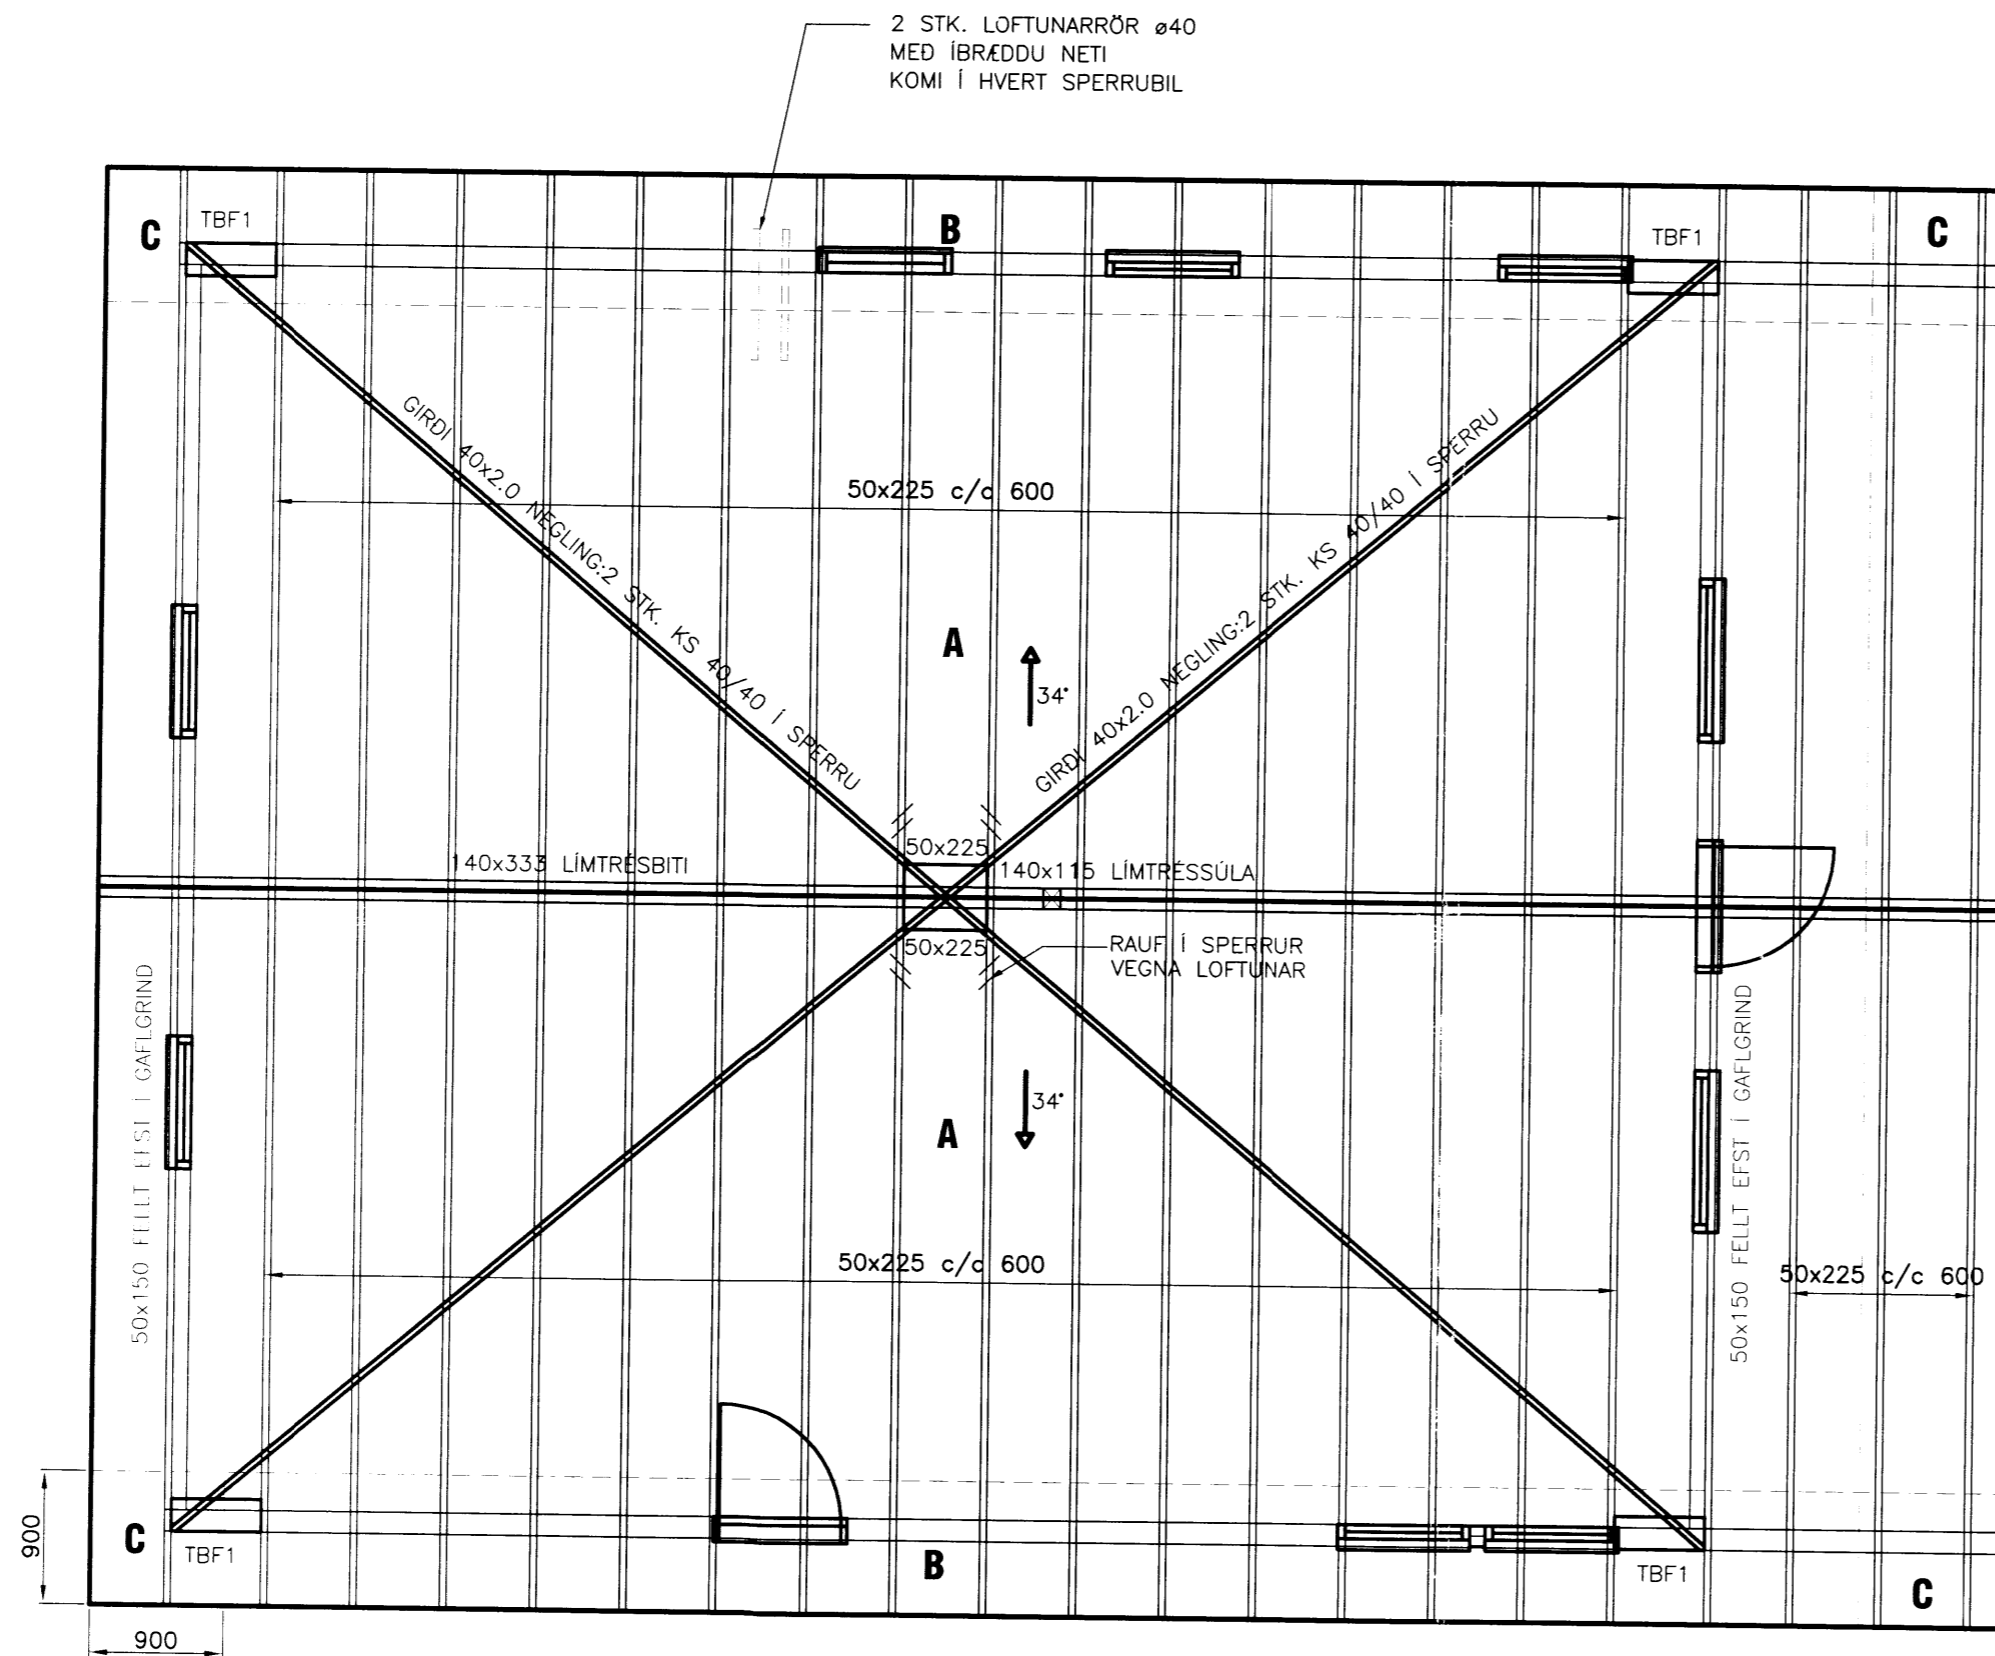 2 STK. LOFTUNARRÖR ø40
MEÐ ÍBRÆDDU NETI
KOMI Í HVERT SPERRUBIL
C
TBF1
B
TBF1
C
GIRÐI 40x2.0 NEGLING:2 STK. KS 40/40 Í SPERRU
GIRÐI 40x2.0 NEGLING:2 STK. KS 40/40 Í SPERRU
50x225 c/c 600
A
34°
50x225
140x333 LÍMTRÉSBITI
140x115 LÍMTRÉSSÚLA
50x225
RAUF Í SPERRUR
VEGNA LOFTUNAR
50x150 FELLT EFST Í GAFLGRIND
50x150 FELLT EFST Í GAFLGRIND
34°
A
50x225 c/c 600
50x225 c/c 600
900
C
TBF1
B
TBF1
C
900